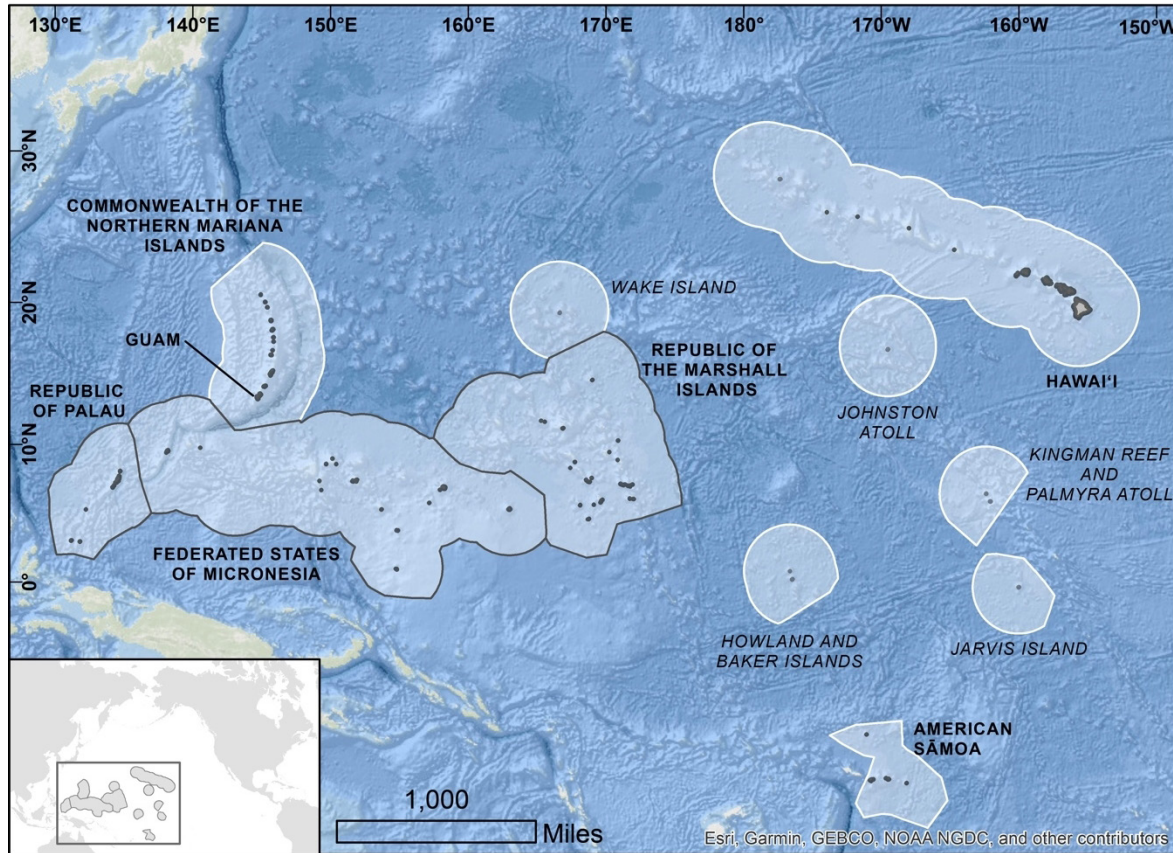 130°E
140°E
150°E
160°E
170°E
170°W
160°W
150°W
30°N
20°N
10°N
0°
COMMONWEALTH OF THE
NORTHERN MARIANA
ISLANDS
WAKE ISLAND
GUAM
REPUBLIC
OF PALAU
REPUBLIC OF
THE MARSHALL
ISLANDS
HAWAIʻI
JOHNSTON
ATOLL
KINGMAN REEF
AND
PALMYRA ATOLL
FEDERATED STATES
OF MICRONESIA
HOWLAND AND
BAKER ISLANDS
JARVIS ISLAND
AMERICAN
SĀMOA
1,000
Miles
Esri, Garmin, GEBCO, NOAA NGDC, and other contributors